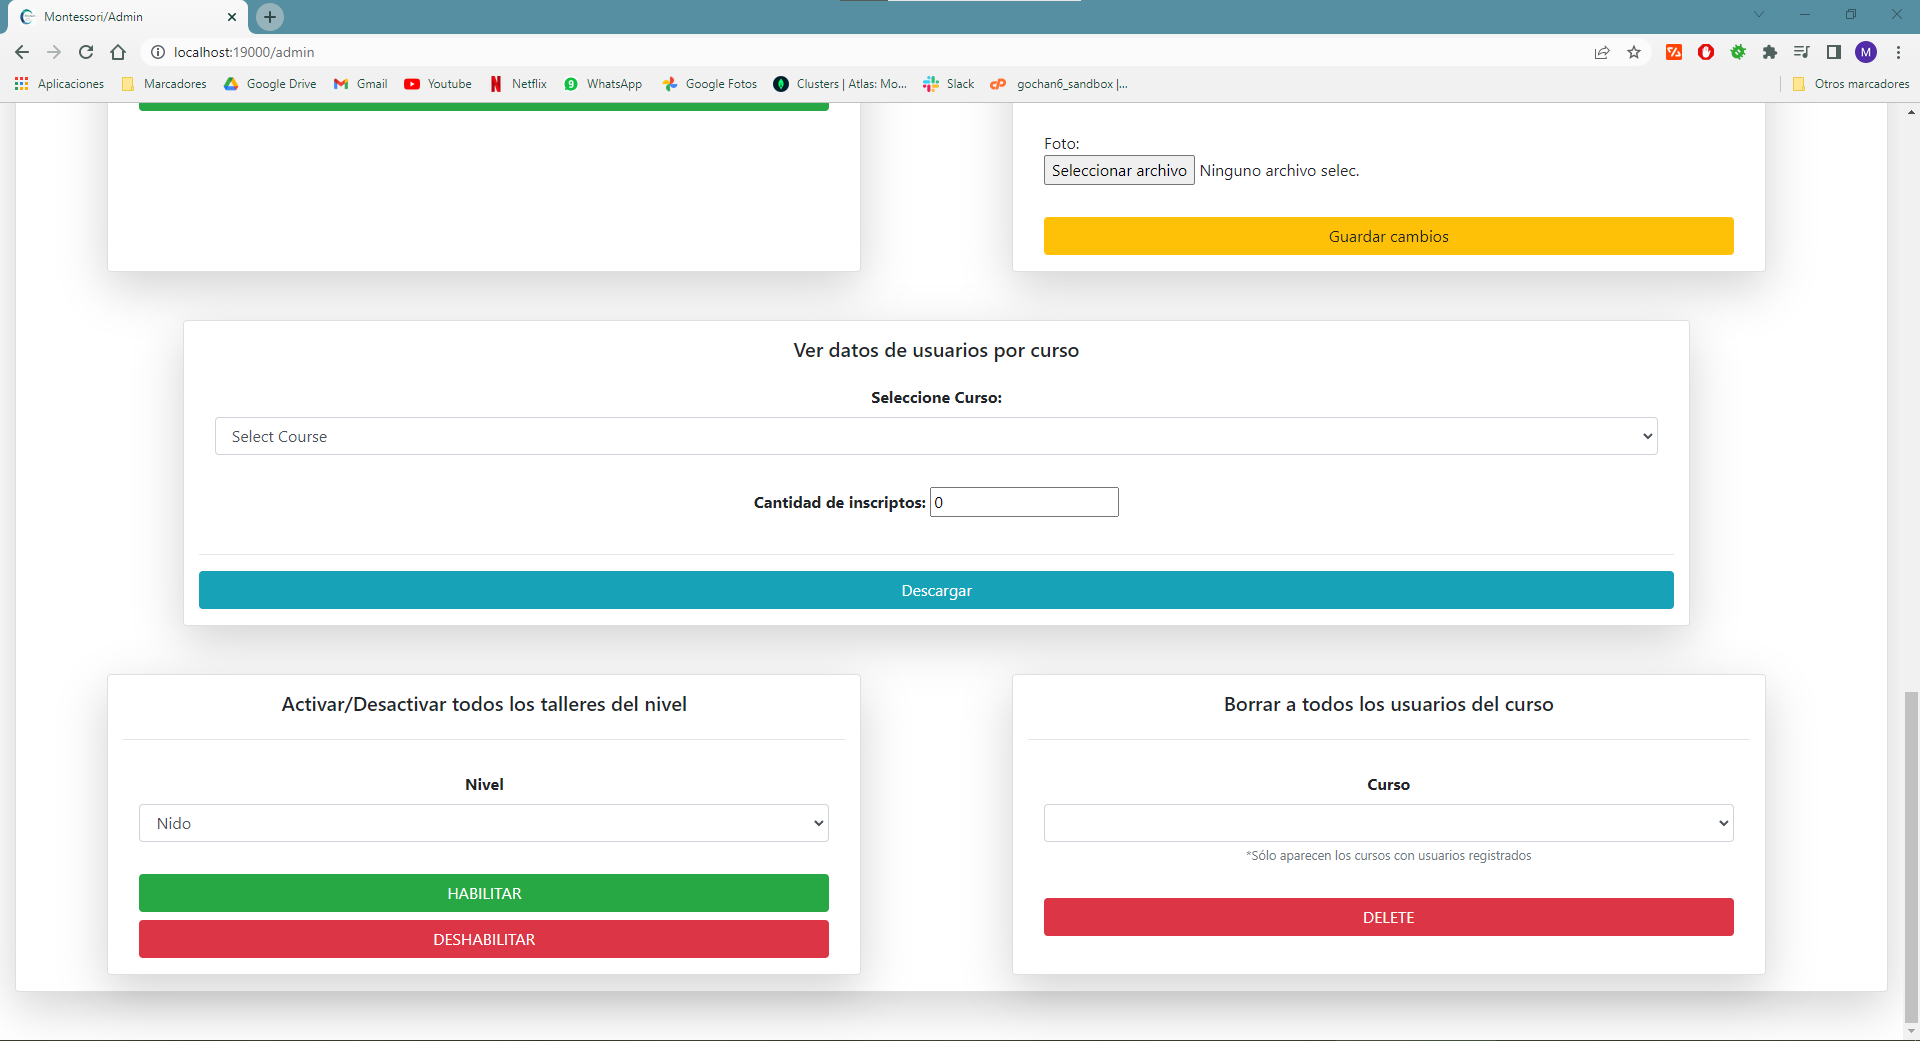 Montessori/Admin
localhost:19000/admin
Aplicaciones
Marcadores
Google Drive
Gmail
Youtube
Netflix
9
WhatsApp
Google Fotos
Clusters | Atlas: Mo...
Slack
gochan6_sandbox |...
Otros marcadores
M
Foto:
Seleccionar archivo Ninguno archivo selec.
Guardar cambios
Ver datos de usuarios por curso
Seleccione Curso:
Select Course
Cantidad de inscriptos: 0
Descargar
Activar/Desactivar todos los talleres del nivel
Nivel
Nido
HABILITAR
DESHABILITAR
Borrar a todos los usuarios del curso
Curso
*Sólo aparecen los cursos con usuarios registrados
DELETE